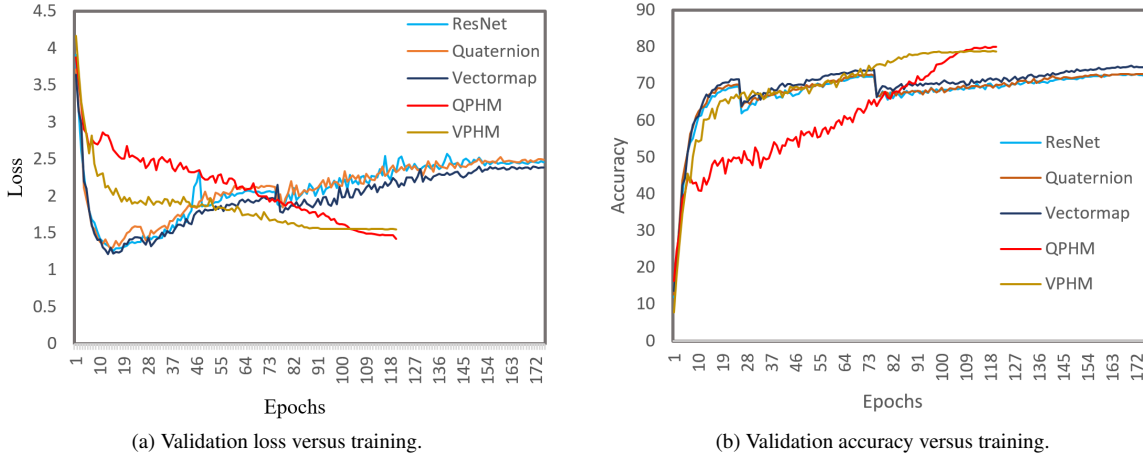 4.5
4
3.5
3
2.5
2
1.5
1
0.5
0
Loss
ResNet
Quaternion
Vectormap
QPHM
VPHM
1 10 19 28 37 46 55 64 73 82 91 100 109 118 127 136 145 154 163 172
Epochs
(a) Validation loss versus training.
90
80
70
60
50
40
30
20
10
0
Accuracy
ResNet
Quaternion
Vectormap
QPHM
VPHM
1 10 19 28 37 46 55 64 73 82 91 100 109 118 127 136 145 154 163 172
Epochs
(b) Validation accuracy versus training.